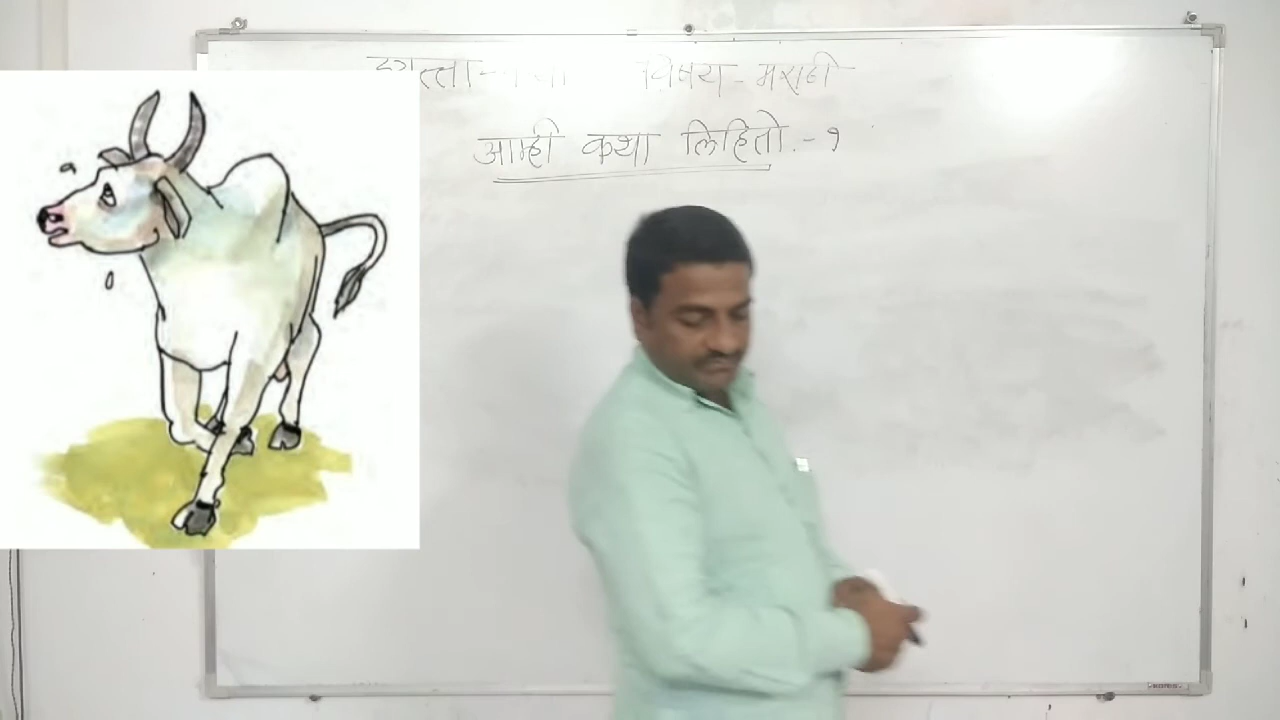 विषय - मराठी
आम्ही कथा लिहितो. - १